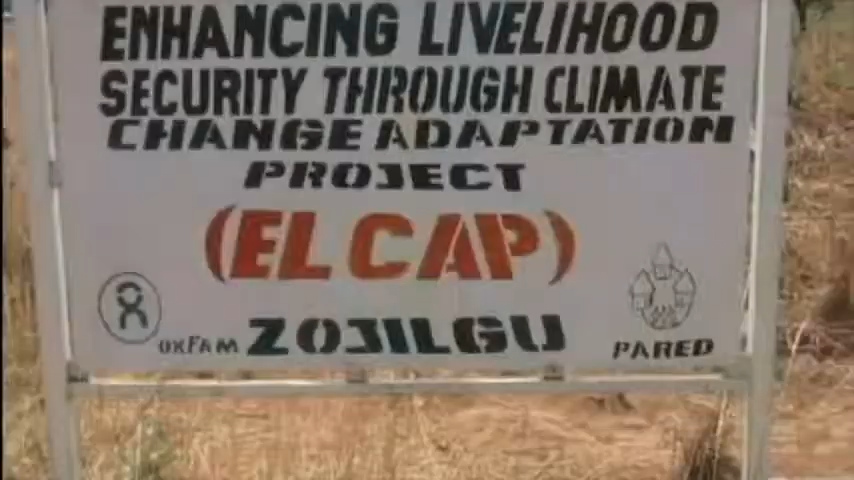 ENHANCING LIVELIHOOD
SECURITY THROUGH CLIMATE
CHANGE ADAPTATION
PROJECT
(ELCAP)
OXFAM ZOJILGU PARED